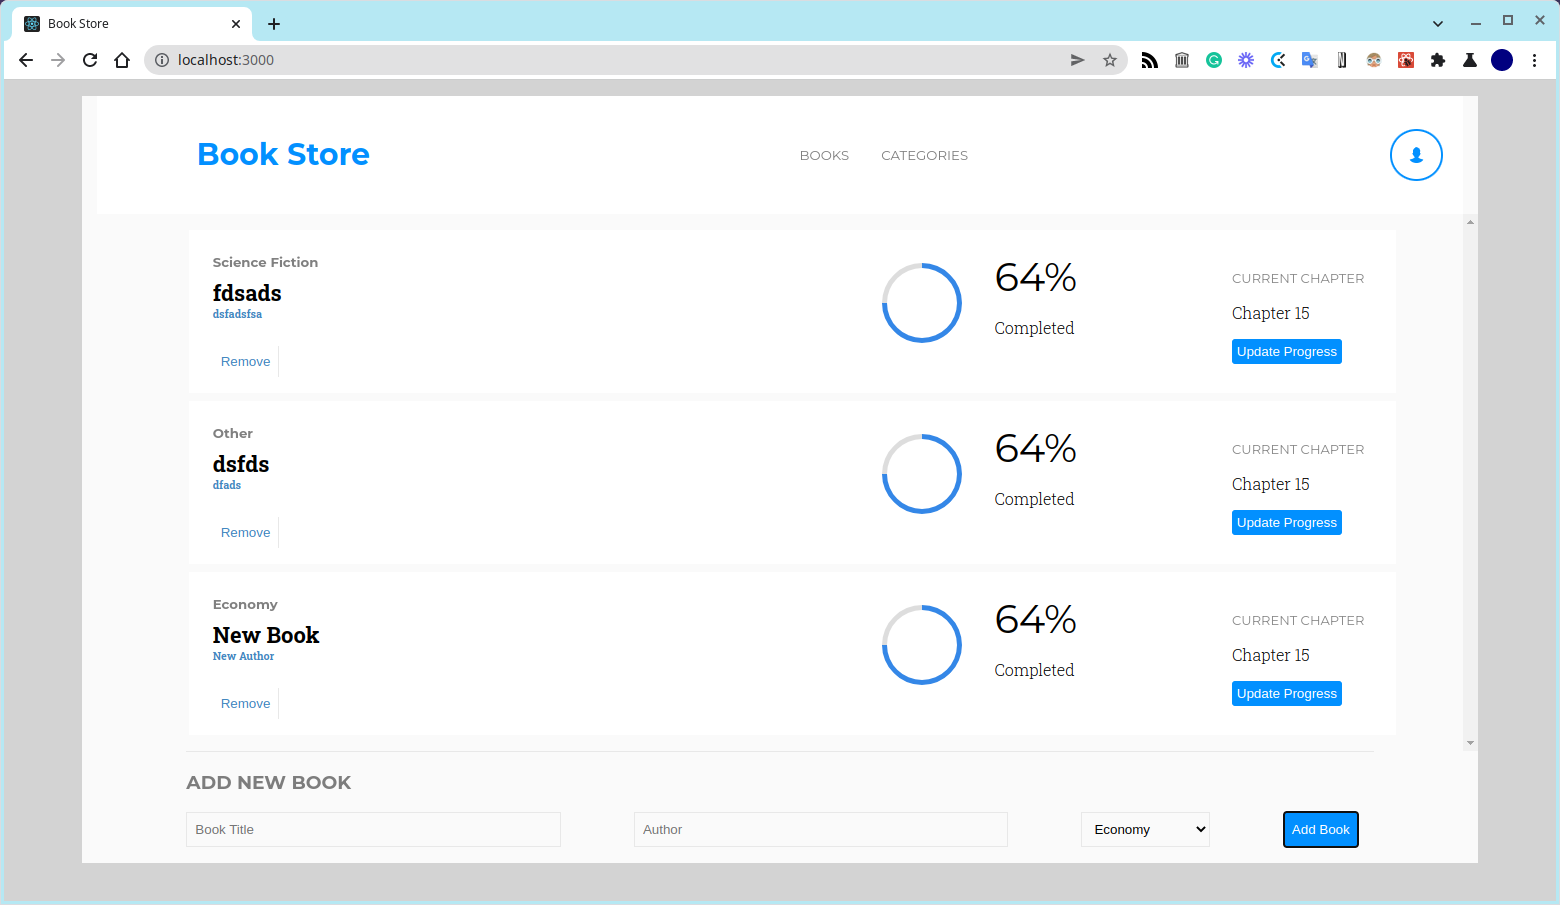 Book Store
localhost:3000
Book Store
BOOKS CATEGORIES
Science Fiction
fdsads
dsfadsfsa
Remove
64%
Completed
CURRENT CHAPTER
Chapter 15
Update Progress
Other
dsfds
dfads
Remove
64%
Completed
CURRENT CHAPTER
Chapter 15
Update Progress
Economy
New Book
New Author
Remove
64%
Completed
CURRENT CHAPTER
Chapter 15
Update Progress
ADD NEW BOOK
Book Title Author Economy Add Book